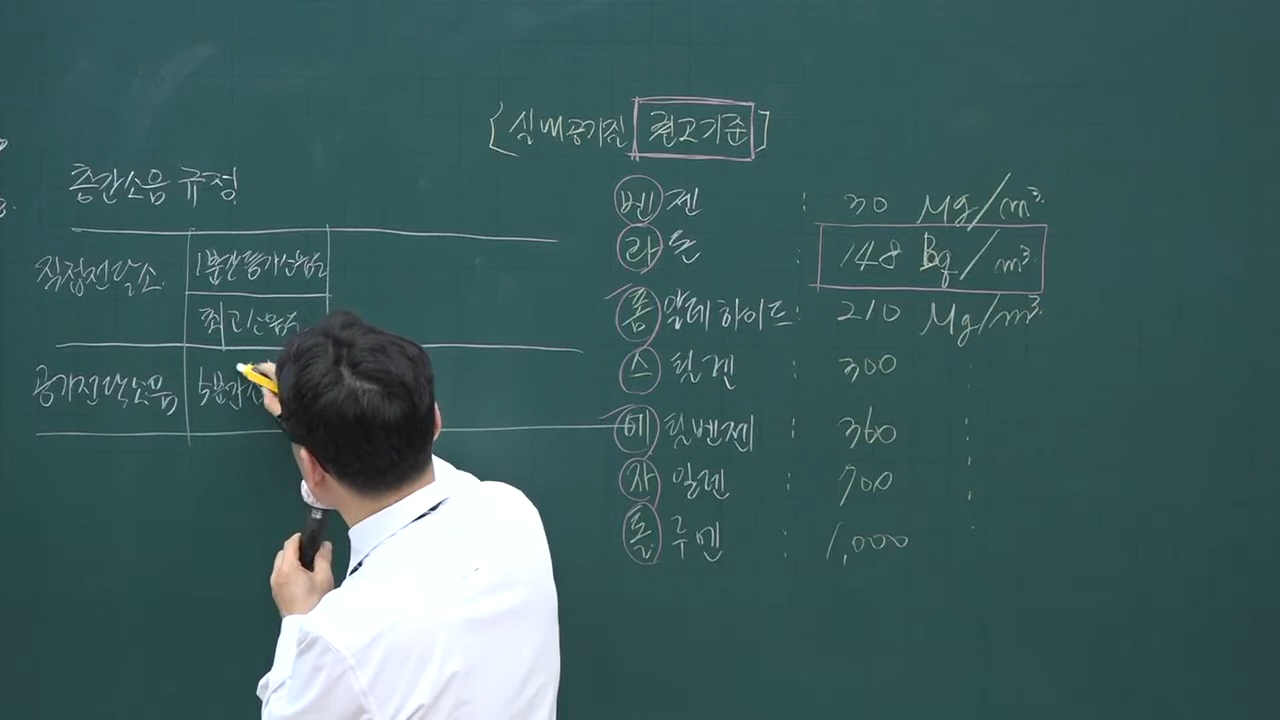 층간소음 규정
직접전달소
1분간등가소음도
최고소음도
공기전달소음
5분간
[실내공기질 권고기준]
벤젠 : 30 Mg/m³
라돈 : 148 Bq/m³
폼알데하이드 : 210 Mg/m³
스틸렌 : 300
에틸벤젠 : 360 :
자일렌 : 700
톨루엔 : 1,000